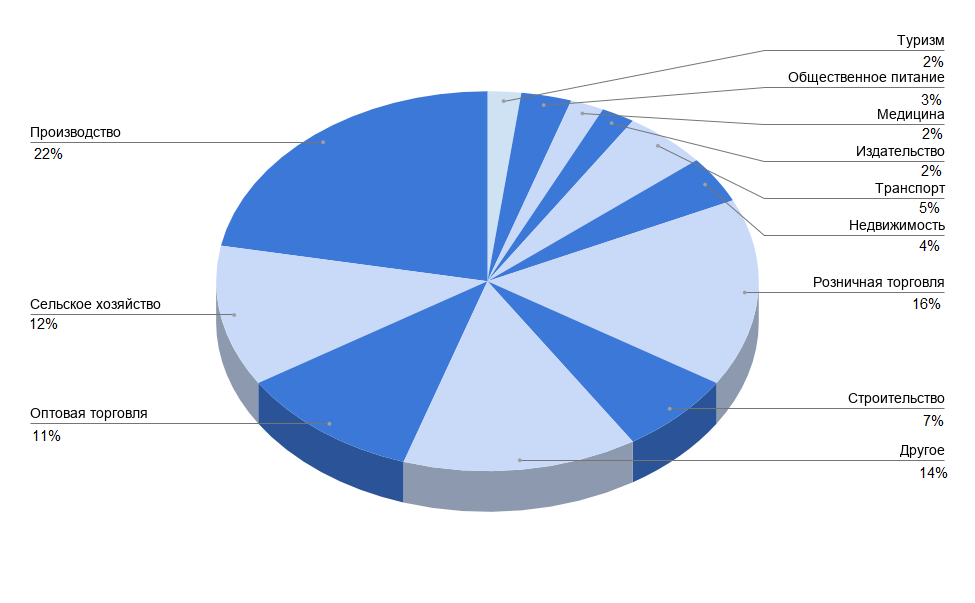 Туризм
2%
Общественное питание
3%
Медицина
2%
Издательство
2%
Транспорт
5%
Недвижимость
4%
Розничная торговля
16%
Строительство
7%
Другое
14%
Производство
22%
Сельское хозяйство
12%
Оптовая торговля
11%